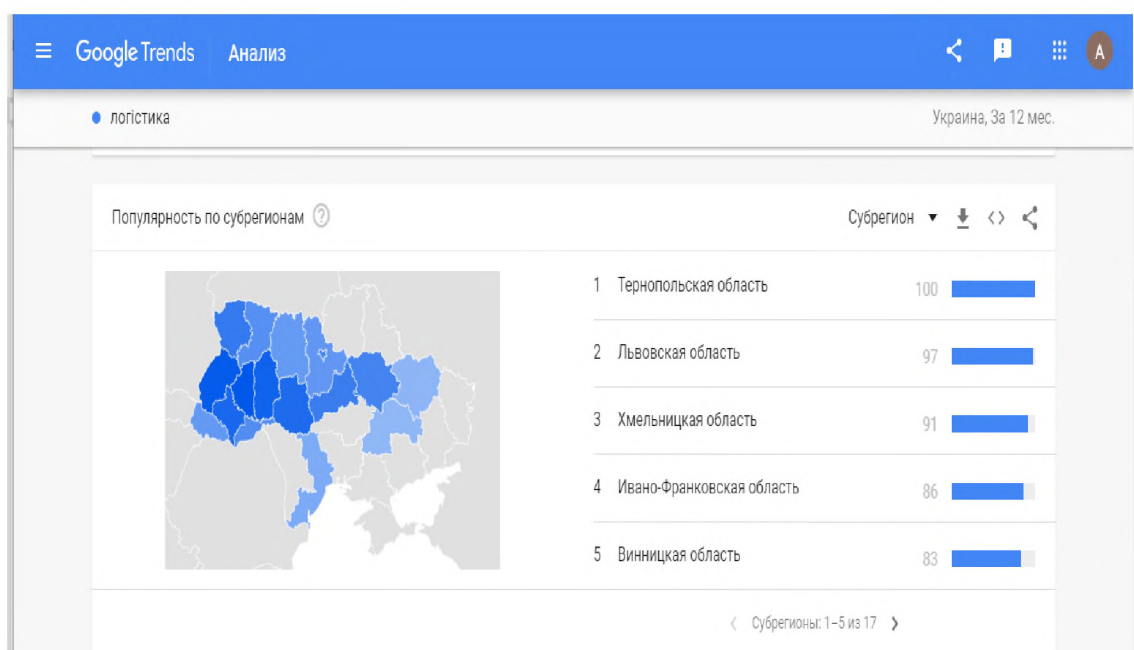 Google Trends Анализ
A
логістика
Украина, За 12 мес.
Популярность по субрегионам
Субрегион
1 Тернопольская область 100
2 Львовская область 97
3 Хмельницкая область 91
4 Ивано-Франковская область 86
5 Винницкая область 83
Субрегионы: 1–5 из 17